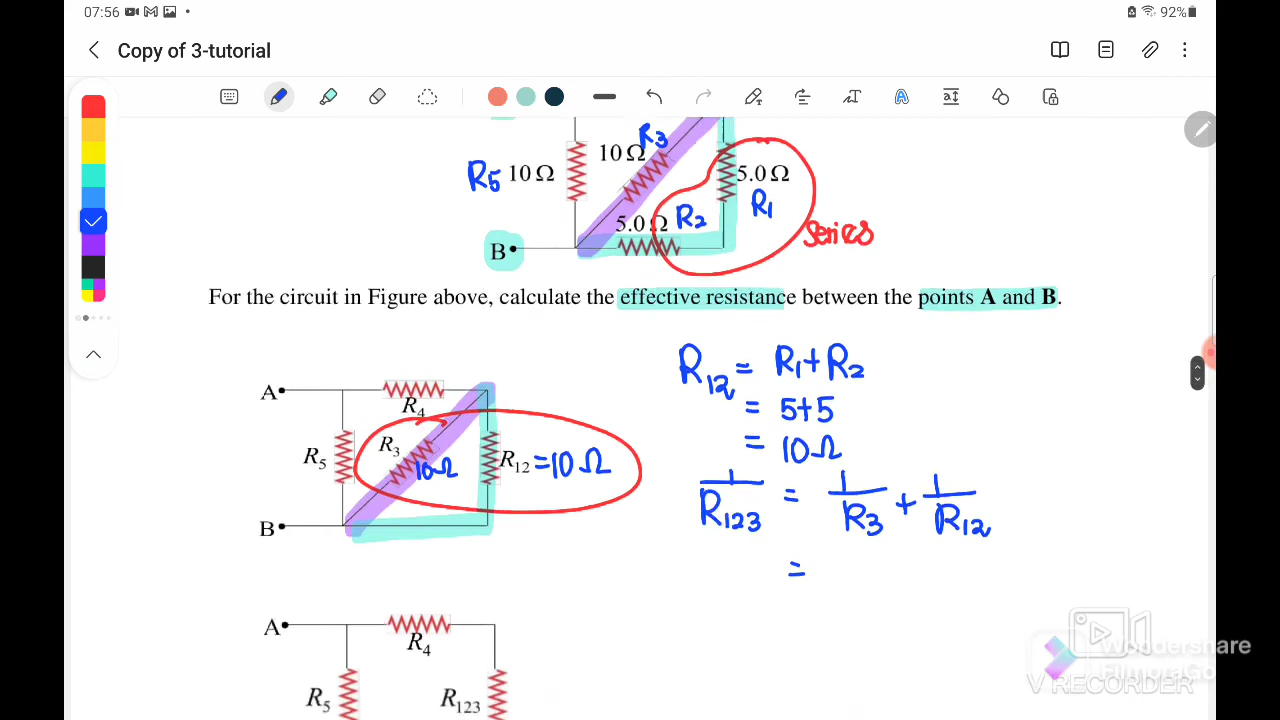 07:56 92%
Copy of 3-tutorial
R5 10 Ω 10 Ω R3 5.0 Ω
R1
5.0 Ω R2
series
B
For the circuit in Figure above, calculate the effective resistance between the points A and B.
R12 = R1 + R2
= 5+5
= 10Ω
A
R4
R5 R3 10Ω R12 = 10 Ω
B
1/R123 = 1/R3 + 1/R12
=
A
R4
R5 R123
Wondershare
FilmoraGo
V RECORDER